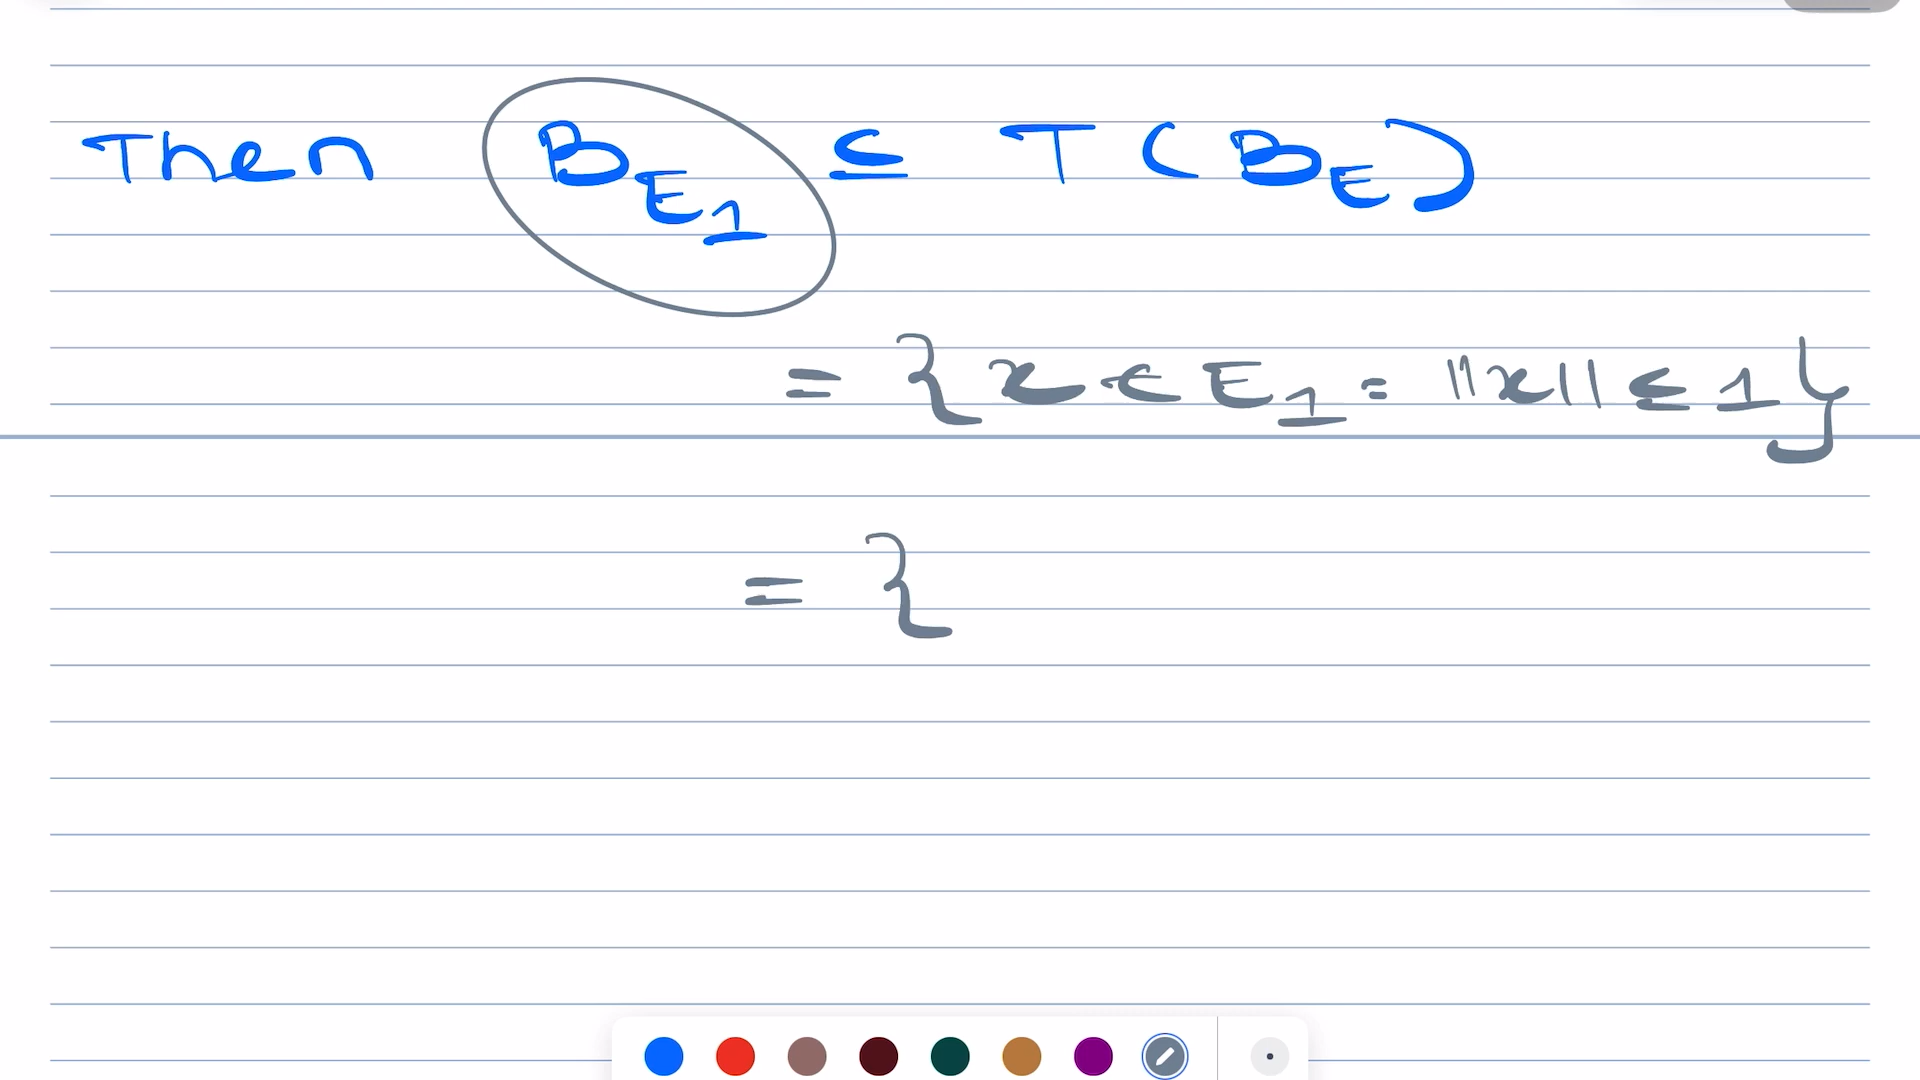 Then B_{E_1} ⊆ T(B_E)
= {x ∈ E_1 : ||x|| ≤ 1}
= {